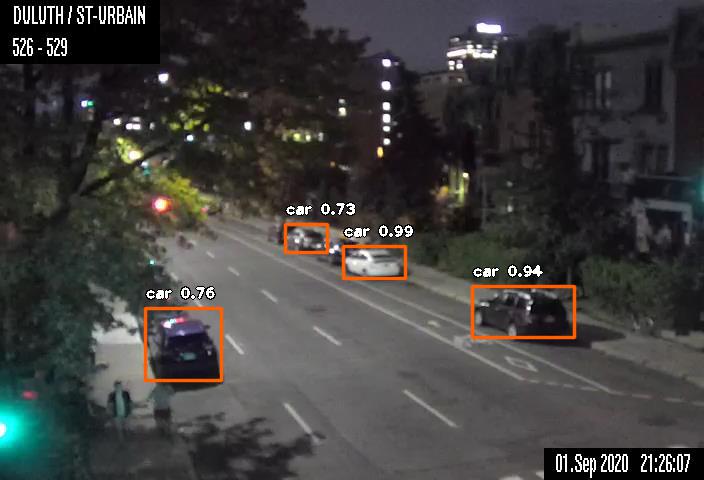 DULUTH / ST-URBAIN
526 - 529
car 0.73
car 0.99
car 0.94
car 0.76
01.Sep 2020 21:26:07